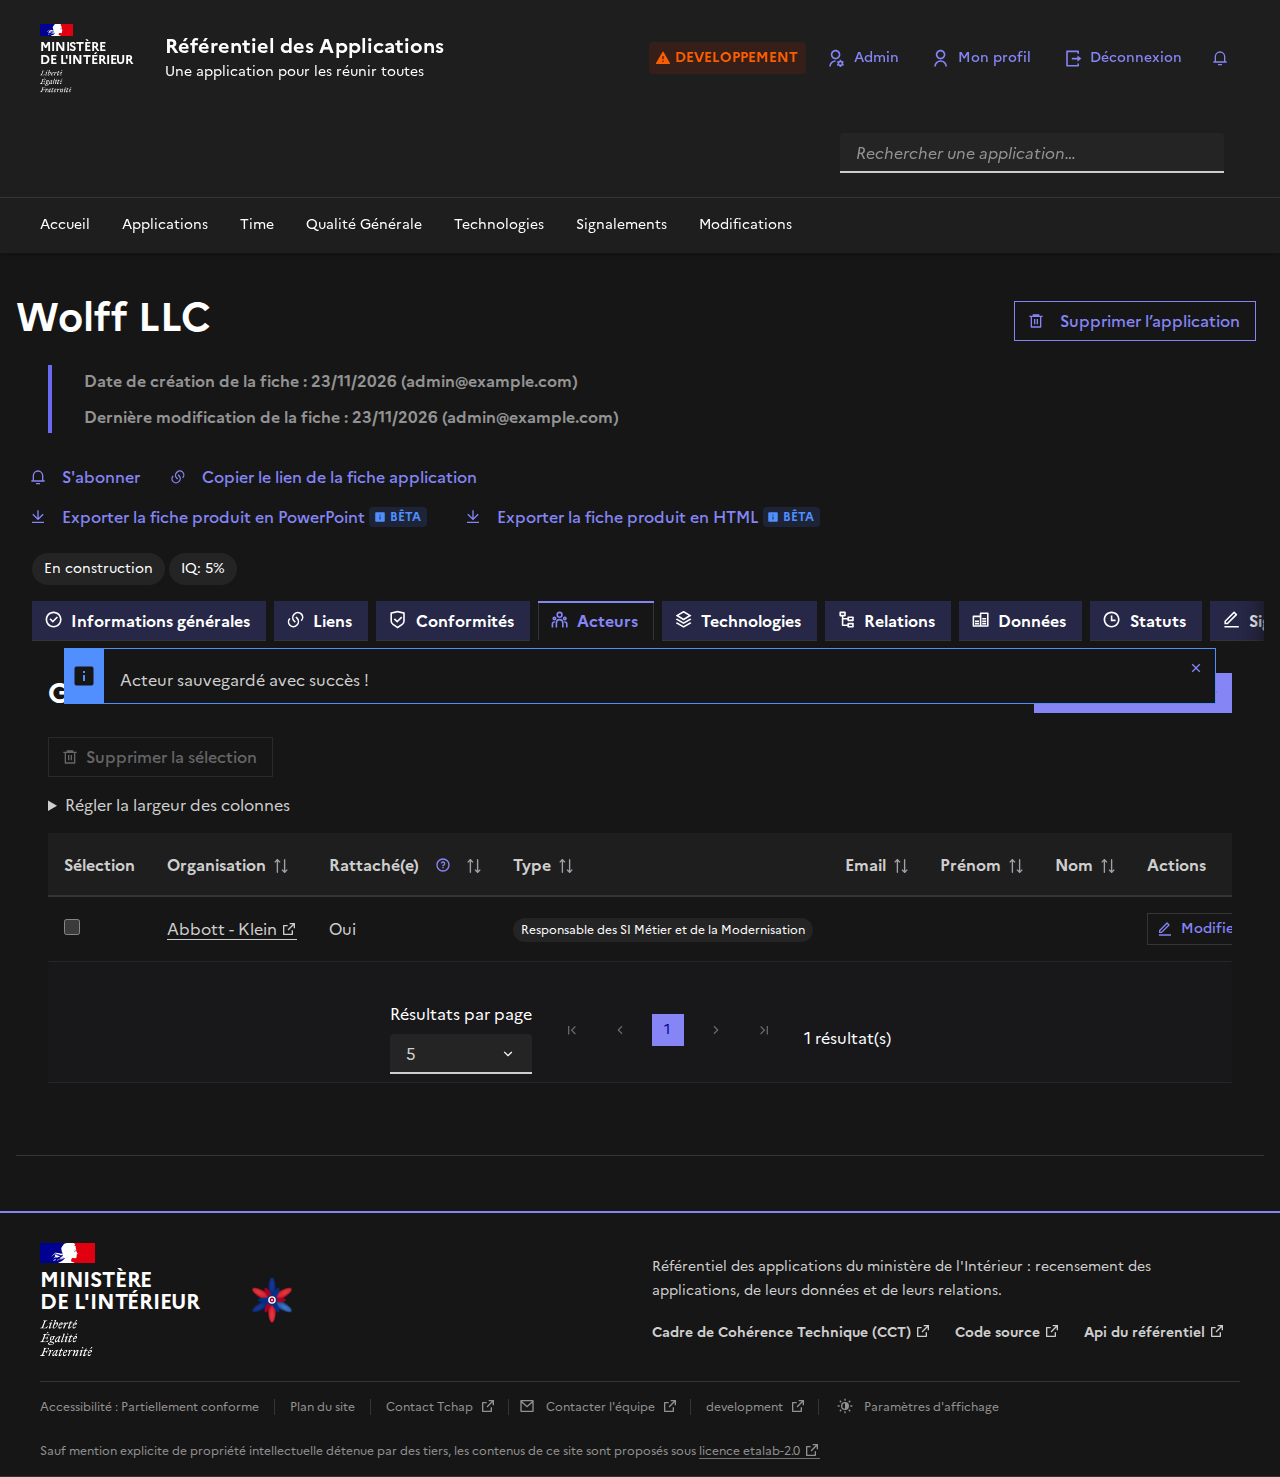 MINISTÈRE
DE L'INTÉRIEUR
Liberté
Égalité
Fraternité
Référentiel des Applications
Une application pour les réunir toutes
DEVELOPPEMENT
Admin
Mon profil
Déconnexion
Rechercher une application...
Accueil
Applications
Time
Qualité Générale
Technologies
Signalements
Modifications
Wolff LLC
Supprimer l’application
Date de création de la fiche : 23/11/2026 (admin@example.com)
Dernière modification de la fiche : 23/11/2026 (admin@example.com)
S'abonner
Copier le lien de la fiche application
Exporter la fiche produit en PowerPoint BÊTA
Exporter la fiche produit en HTML BÊTA
En construction
IQ: 5%
Informations générales
Liens
Conformités
Acteurs
Technologies
Relations
Données
Statuts
Acteur sauvegardé avec succès !
Supprimer la sélection
Régler la largeur des colonnes
Sélection
Organisation
Rattaché(e)
Type
Email
Prénom
Nom
Actions
Abbott - Klein
Oui
Responsable des SI Métier et de la Modernisation
Modifie
Résultats par page
5
1
1 résultat(s)
MINISTÈRE
DE L'INTÉRIEUR
Liberté
Égalité
Fraternité
Référentiel des applications du ministère de l'Intérieur : recensement des
applications, de leurs données et de leurs relations.
Cadre de Cohérence Technique (CCT)
Code source
Api du référentiel
Accessibilité : Partiellement conforme
Plan du site
Contact Tchap
Contacter l'équipe
development
Paramètres d'affichage
Sauf mention explicite de propriété intellectuelle détenue par des tiers, les contenus de ce site sont proposés sous licence etalab-2.0